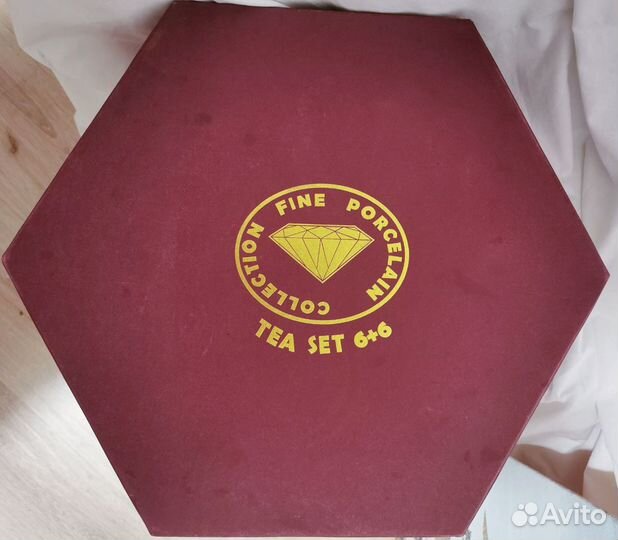 FINE PORCELAIN COLLECTION
TEA SET 6+6
Avito